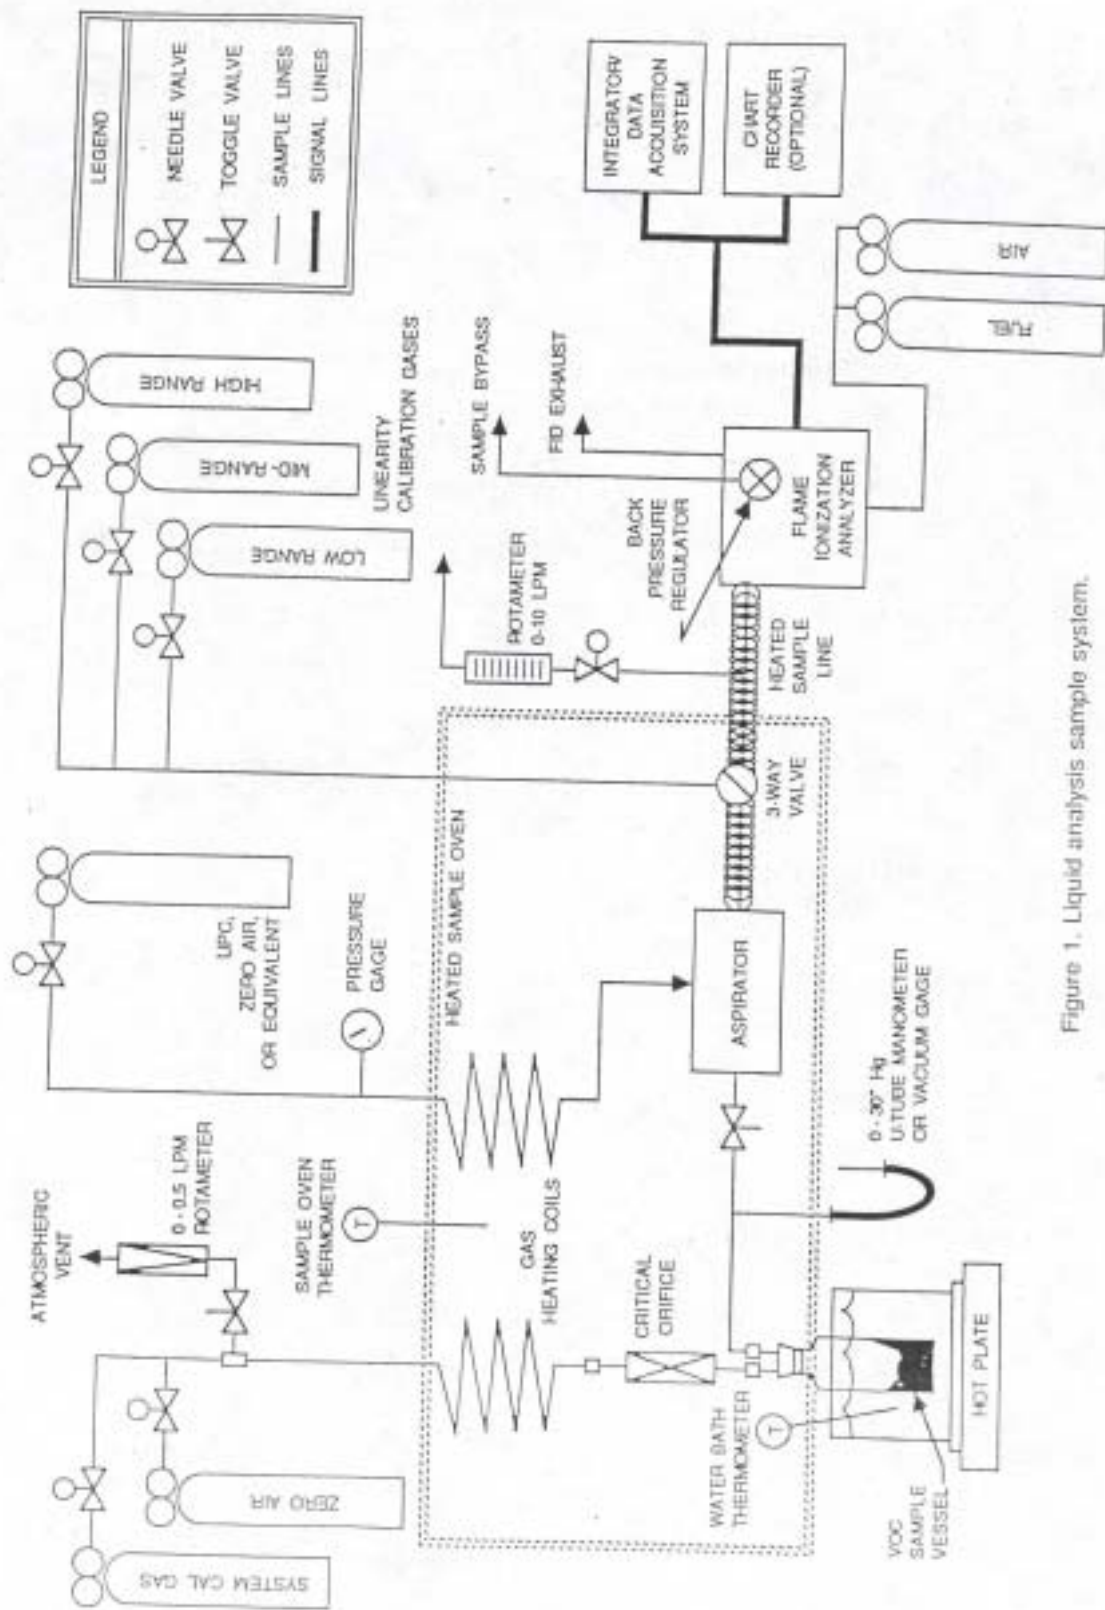 LEGEND
NEEDLE VALVE
TOGGLE VALVE
SAMPLE LINES
SIGNAL LINES
HIGH RANGE
MID-RANGE
LOW RANGE
LINEARITY
CALIBRATION GASES
UPC,
ZERO AIR,
OR EQUIVALENT
PRESSURE
GAGE
ATMOSPHERIC
VENT
0 - 0.5 LPM
ROTAMETER
SAMPLE OVEN
THERMOMETER
SYSTEM CAL GAS
ZERO AIR
HEATED SAMPLE OVEN
GAS
HEATING COILS
CRITICAL
ORIFICE
WATER BATH
THERMOMETER
T
T
VOC
SAMPLE
VESSEL
HOT PLATE
0 - 30" Hg
U-TUBE MANOMETER
OR VACUUM GAGE
ASPIRATOR
3-WAY
VALVE
HEATED
SAMPLE
LINE
ROTAMETER
0-10 LPM
BACK
PRESSURE
REGULATOR
SAMPLE BYPASS
FID EXHAUST
FLAME
IONIZATION
ANALYZER
INTEGRATOR/
DATA
ACQUISITION
SYSTEM
CHART
RECORDER
(OPTIONAL)
FUEL
AIR
Figure 1. Liquid analysis sample system.